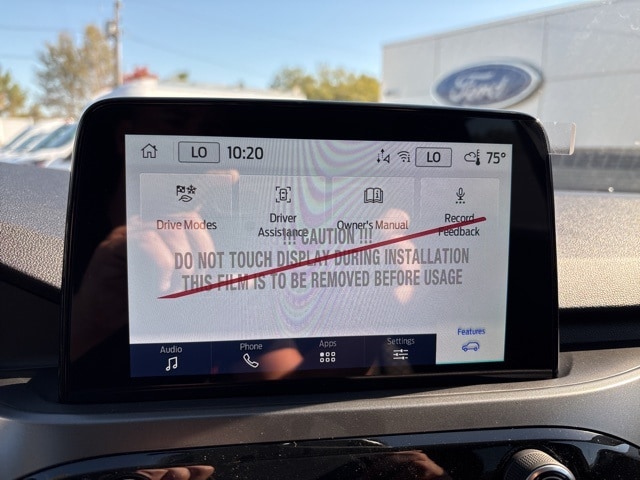 Ford
LO 10:20 LO 75°
Drive Modes
Driver
Assistance
Owner's Manual
Record
Feedback
!!! CAUTION !!!
DO NOT TOUCH DISPLAY DURING INSTALLATION
THIS FILM IS TO BE REMOVED BEFORE USAGE
Audio Phone Apps Settings Features